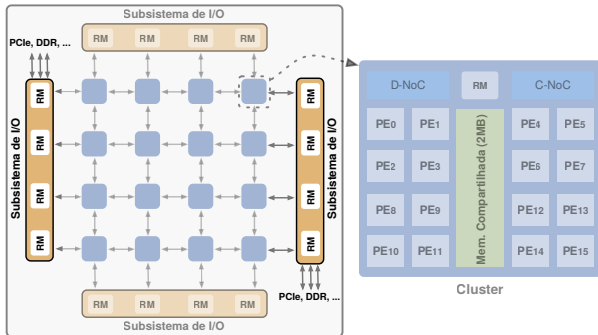 Subsistema de I/O
RM RM RM RM
PCIe, DDR, ...
Subsistema de I/O
RM
RM
RM
RM
RM
RM
RM
RM
Subsistema de I/O
RM RM RM RM
Subsistema de I/O
PCIe, DDR, ...
D-NoC RM C-NoC
PE0 PE1 PE4 PE5
PE2 PE3 PE6 PE7
Mem. Compartilhada (2MB)
PE8 PE9 PE12 PE13
PE10 PE11 PE14 PE15
Cluster